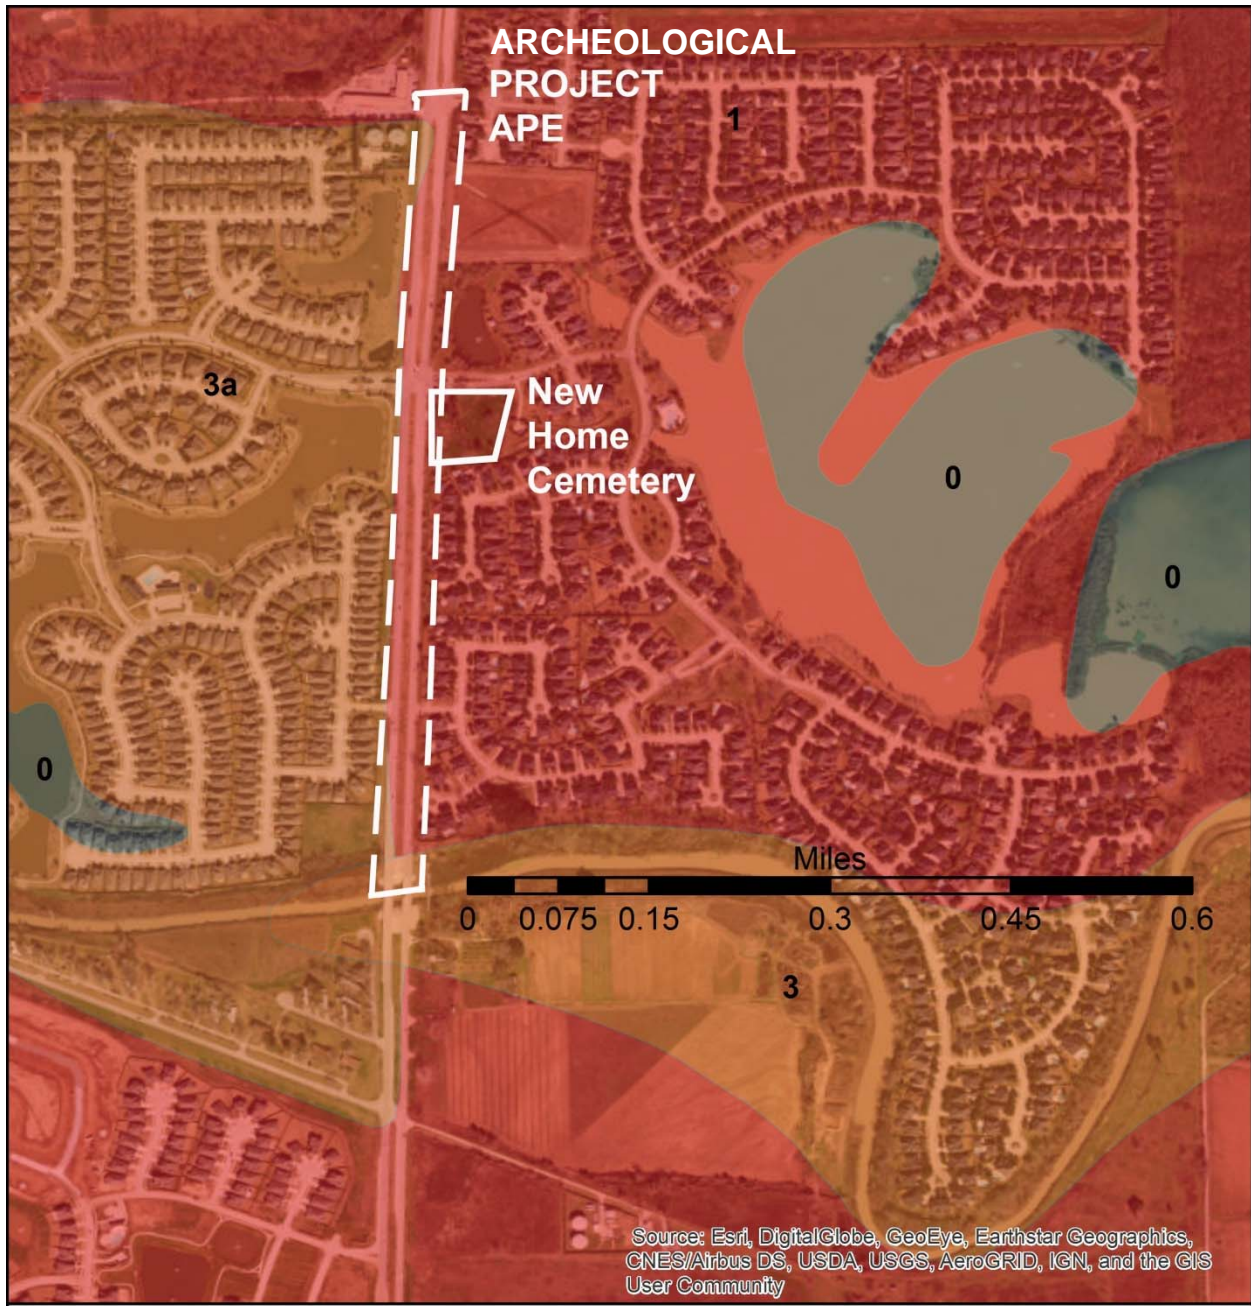 ARCHEOLOGICAL
PROJECT
APE
1
3a
New
Home
Cemetery
0
0
0
Miles
0 0.075 0.15 0.3 0.45 0.6
3
Source: Esri, DigitalGlobe, GeoEye, Earthstar Geographics,
CNES/Airbus DS, USDA, USGS, AeroGRID, IGN, and the GIS
User Community